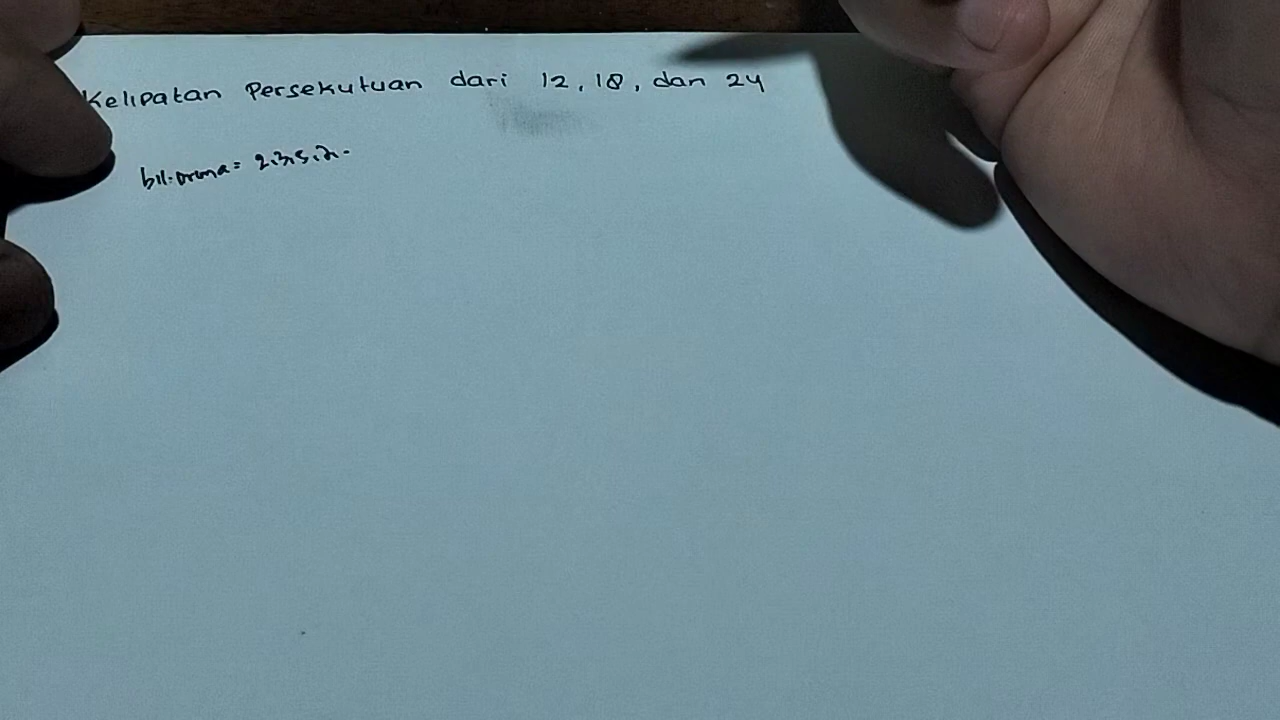 Kelipatan Persekutuan dari 12, 18, dan 24
bil. prima = 2.3.5.7.